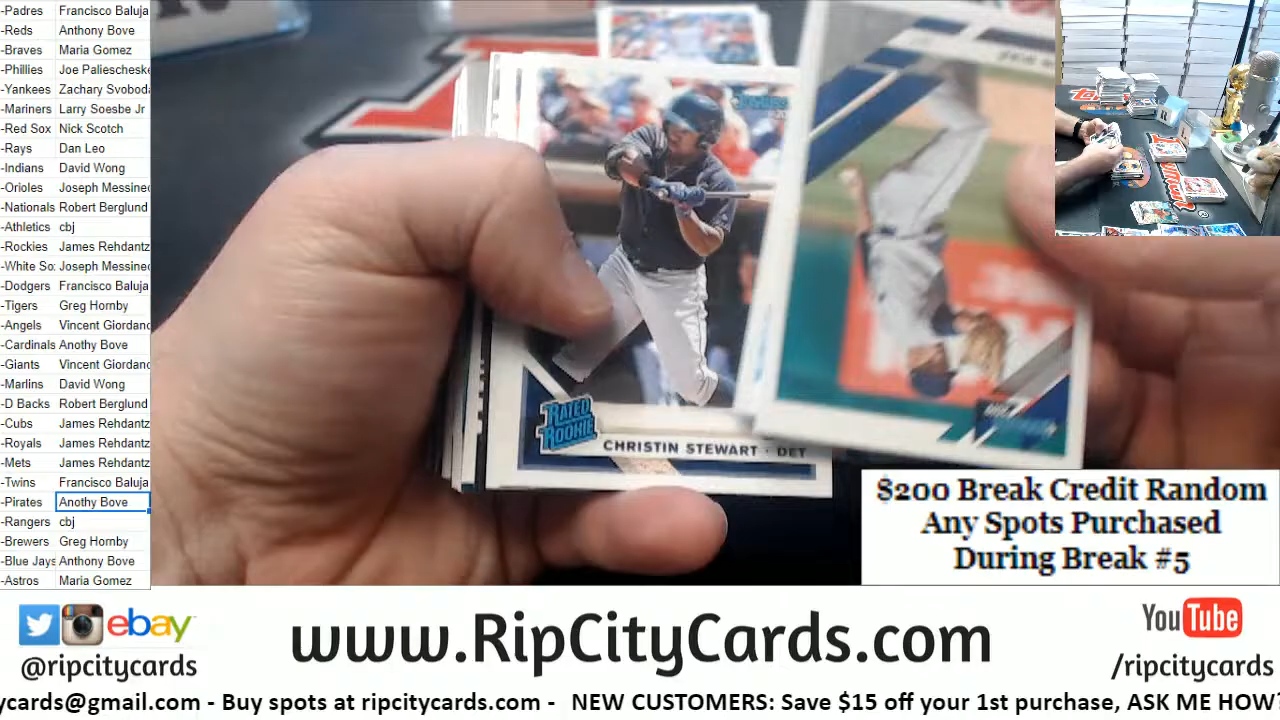 -Padres Francisco Baluja
-Reds Anthony Bove
-Braves Maria Gomez
-Phillies Joe Paliescheske
-Yankees Zachary Svoboda
-Mariners Larry Soesbe Jr
-Red Sox Nick Scotch
-Rays Dan Leo
-Indians David Wong
-Orioles Joseph Messineo
-Nationals Robert Berglund
-Athletics cbj
-Rockies James Rehdantz
-White So Joseph Messineo
-Dodgers Francisco Baluja
-Tigers Greg Hornby
-Angels Vincent Giordano
-Cardinals Anothy Bove
-Giants Vincent Giordano
-Marlins David Wong
-D Backs Robert Berglund
-Cubs James Rehdantz
-Royals James Rehdantz
-Mets James Rehdantz
-Twins Francisco Baluja
-Pirates Anothy Bove
-Rangers cbj
-Brewers Greg Hornby
-Blue Jays Anthony Bove
-Astros Maria Gomez
RATED
ROOKIE
CHRISTIN STEWART · DET
$200 Break Credit Random
Any Spots Purchased
During Break #5
ebay
@ripcitycards
www.RipCityCards.com
YouTube
/ripcitycards
ycards@gmail.com - Buy spots at ripcitycards.com - NEW CUSTOMERS: Save $15 off your 1st purchase, ASK ME HOW?